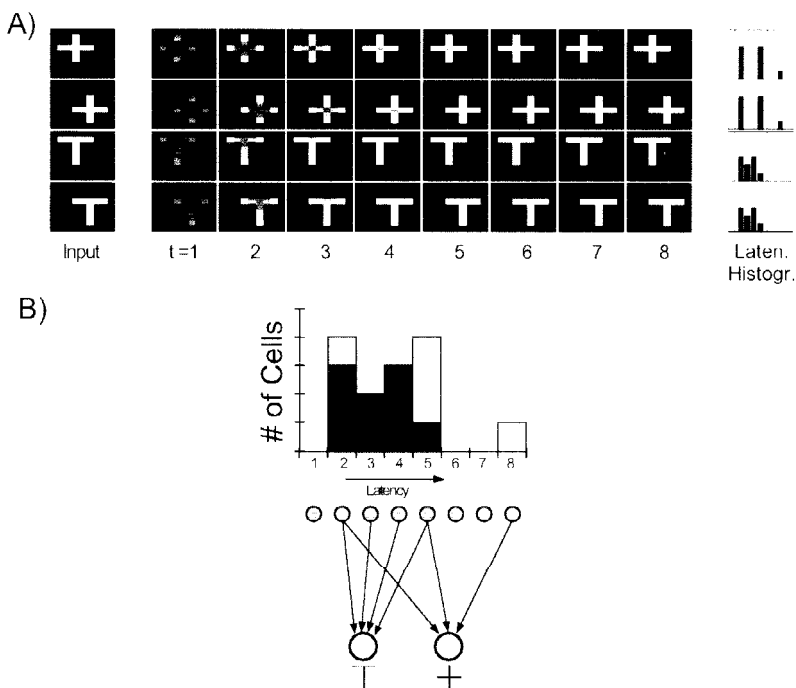 A)
Input t =1 2 3 4 5 6 7 8 Laten.
Histogr.
B)
# of Cells
1 2 3 4 5 6 7 8
Latency